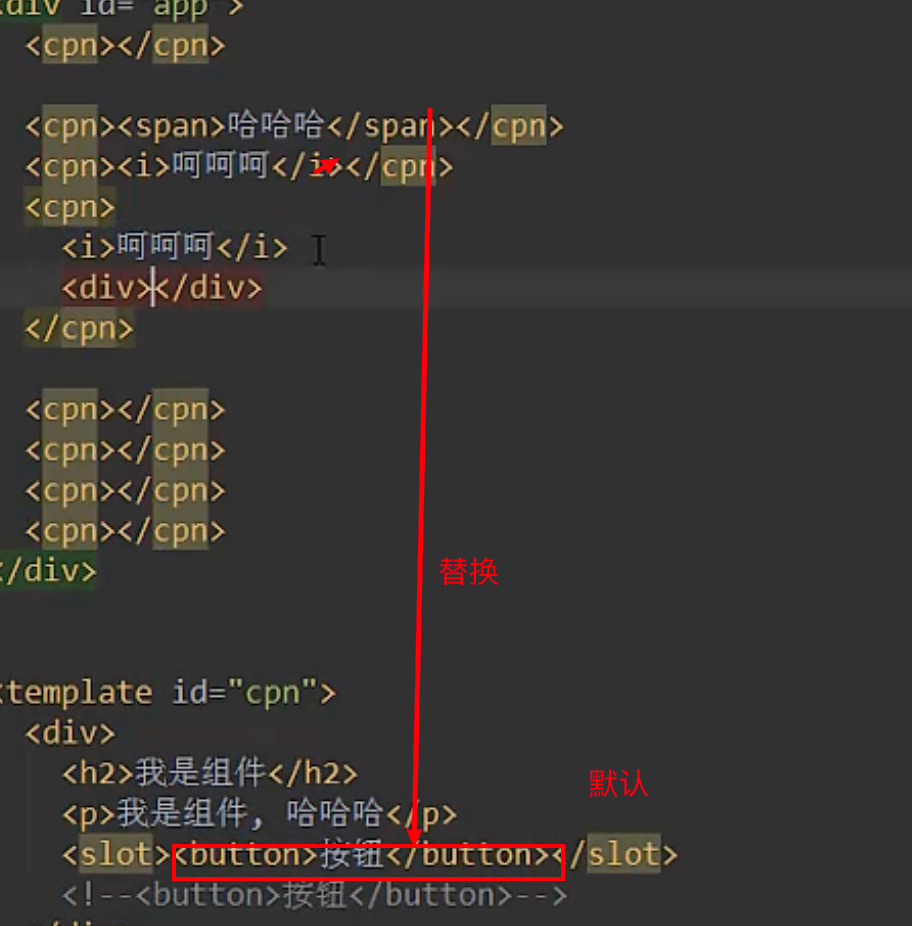 <div id="app">
<cpn></cpn>
<cpn><span>哈哈哈</span></cpn>
<cpn><i>呵呵呵</i></cpn>
<cpn>
<i>呵呵呵</i>
<div></div>
</cpn>
<cpn></cpn>
<cpn></cpn>
<cpn></cpn>
<cpn></cpn>
</div>
替换
<template id="cpn">
<div>
<h2>我是组件</h2>
默认
<p>我是组件, 哈哈哈</p>
<slot><button>按钮</button></slot>
<!--<button>按钮</button>-->